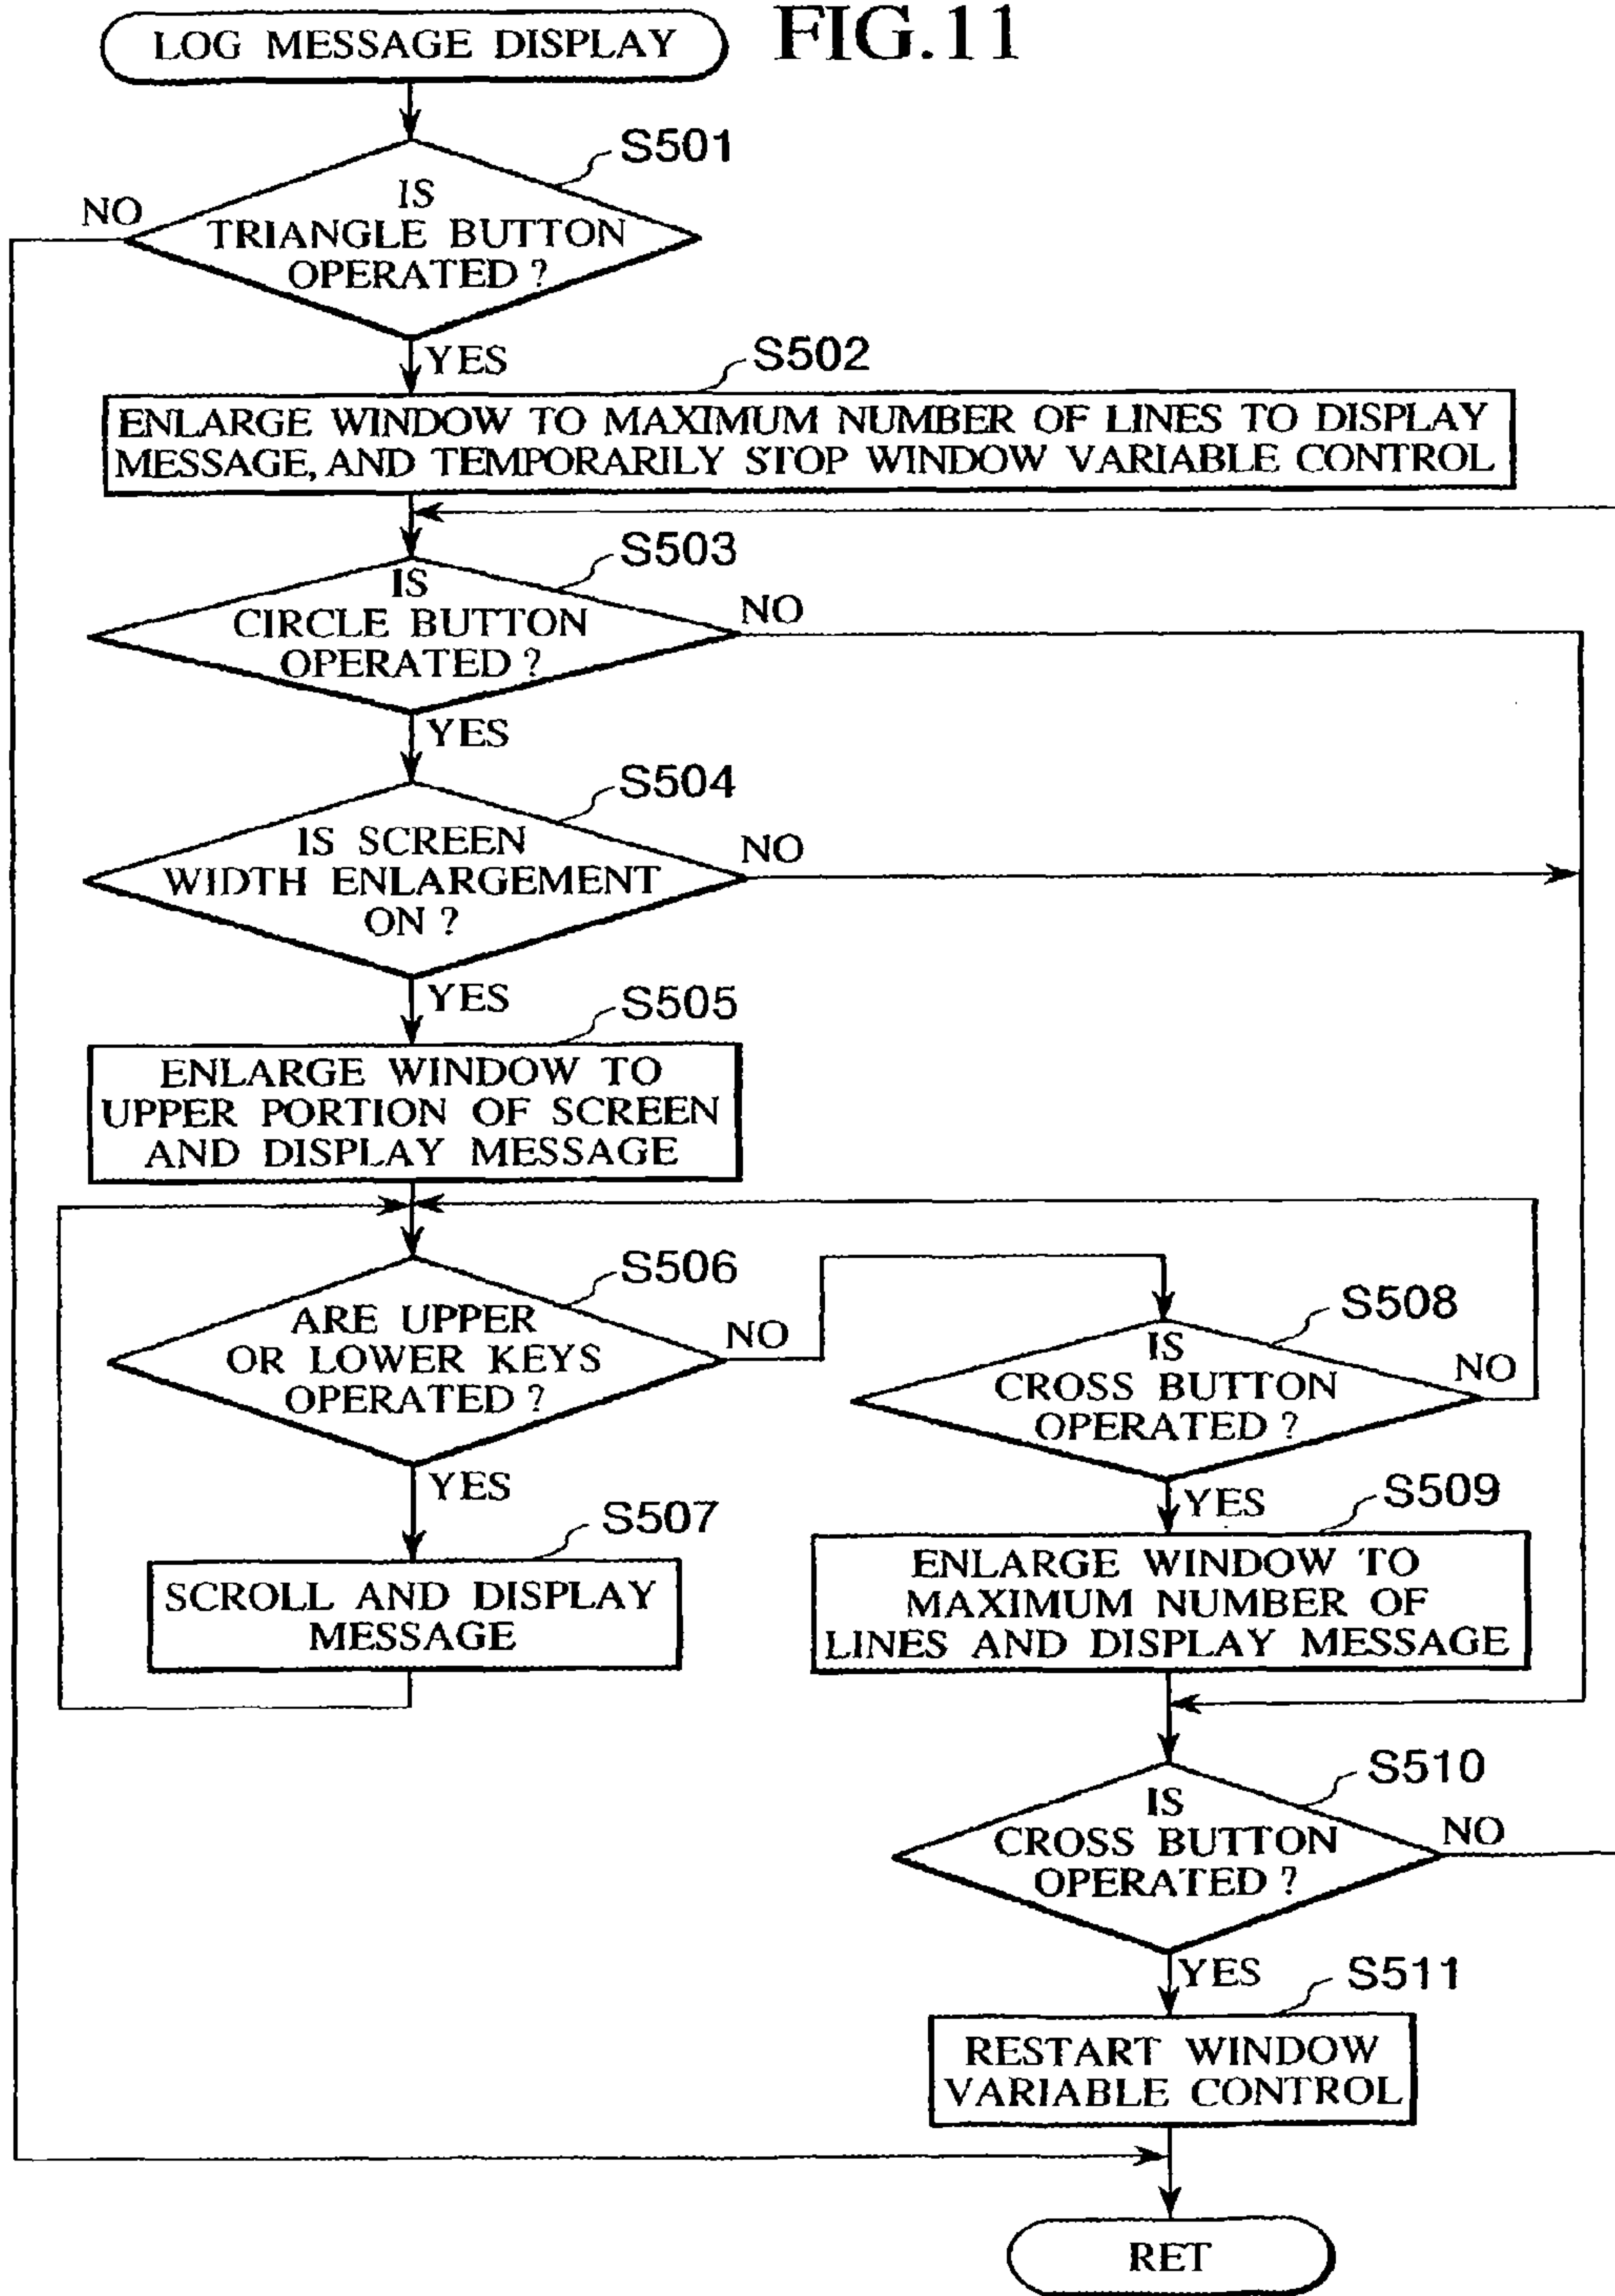 FIG.11
LOG MESSAGE DISPLAY
S501
IS
TRIANGLE BUTTON
OPERATED ?
NO
YES
S502
ENLARGE WINDOW TO MAXIMUM NUMBER OF LINES TO DISPLAY
MESSAGE, AND TEMPORARILY STOP WINDOW VARIABLE CONTROL
S503
IS
CIRCLE BUTTON
OPERATED ?
NO
YES
S504
IS SCREEN
WIDTH ENLARGEMENT
ON ?
NO
YES
S505
ENLARGE WINDOW TO
UPPER PORTION OF SCREEN
AND DISPLAY MESSAGE
S506
ARE UPPER
OR LOWER KEYS
OPERATED ?
NO
YES
S507
SCROLL AND DISPLAY
MESSAGE
S508
IS
CROSS BUTTON
OPERATED ?
NO
YES
S509
ENLARGE WINDOW TO
MAXIMUM NUMBER OF
LINES AND DISPLAY MESSAGE
S510
IS
CROSS BUTTON
OPERATED ?
NO
YES
S511
RESTART WINDOW
VARIABLE CONTROL
RET